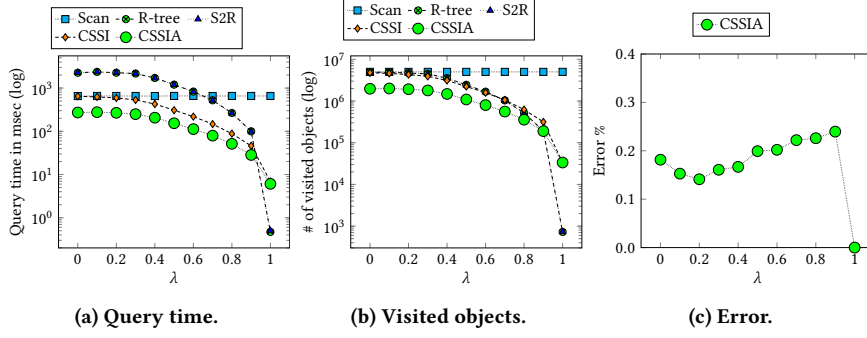 Scan R-tree S2R
CSSI CSSIA
Query time in msec (log)
10^3
10^2
10^1
10^0
0 0.2 0.4 0.6 0.8 1
λ
(a) Query time.
Scan R-tree S2R
CSSI CSSIA
# of visited objects (log)
10^7
10^6
10^5
10^4
10^3
0 0.2 0.4 0.6 0.8 1
λ
(b) Visited objects.
CSSIA
Error %
0.4
0.3
0.2
0.1
0.0
0 0.2 0.4 0.6 0.8 1
λ
(c) Error.